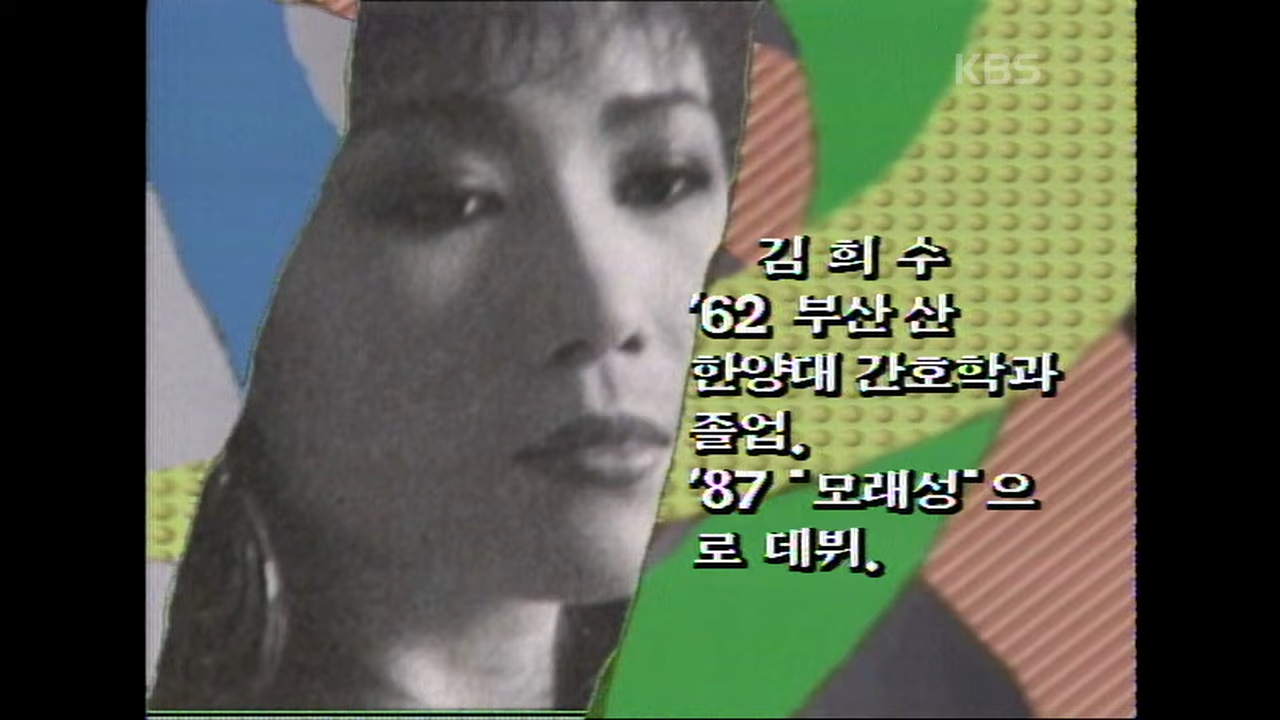 KBS
김 희 수
'62 부산 산
한양대 간호학과
졸업.
'87 "모래성"으
로 데뷔.